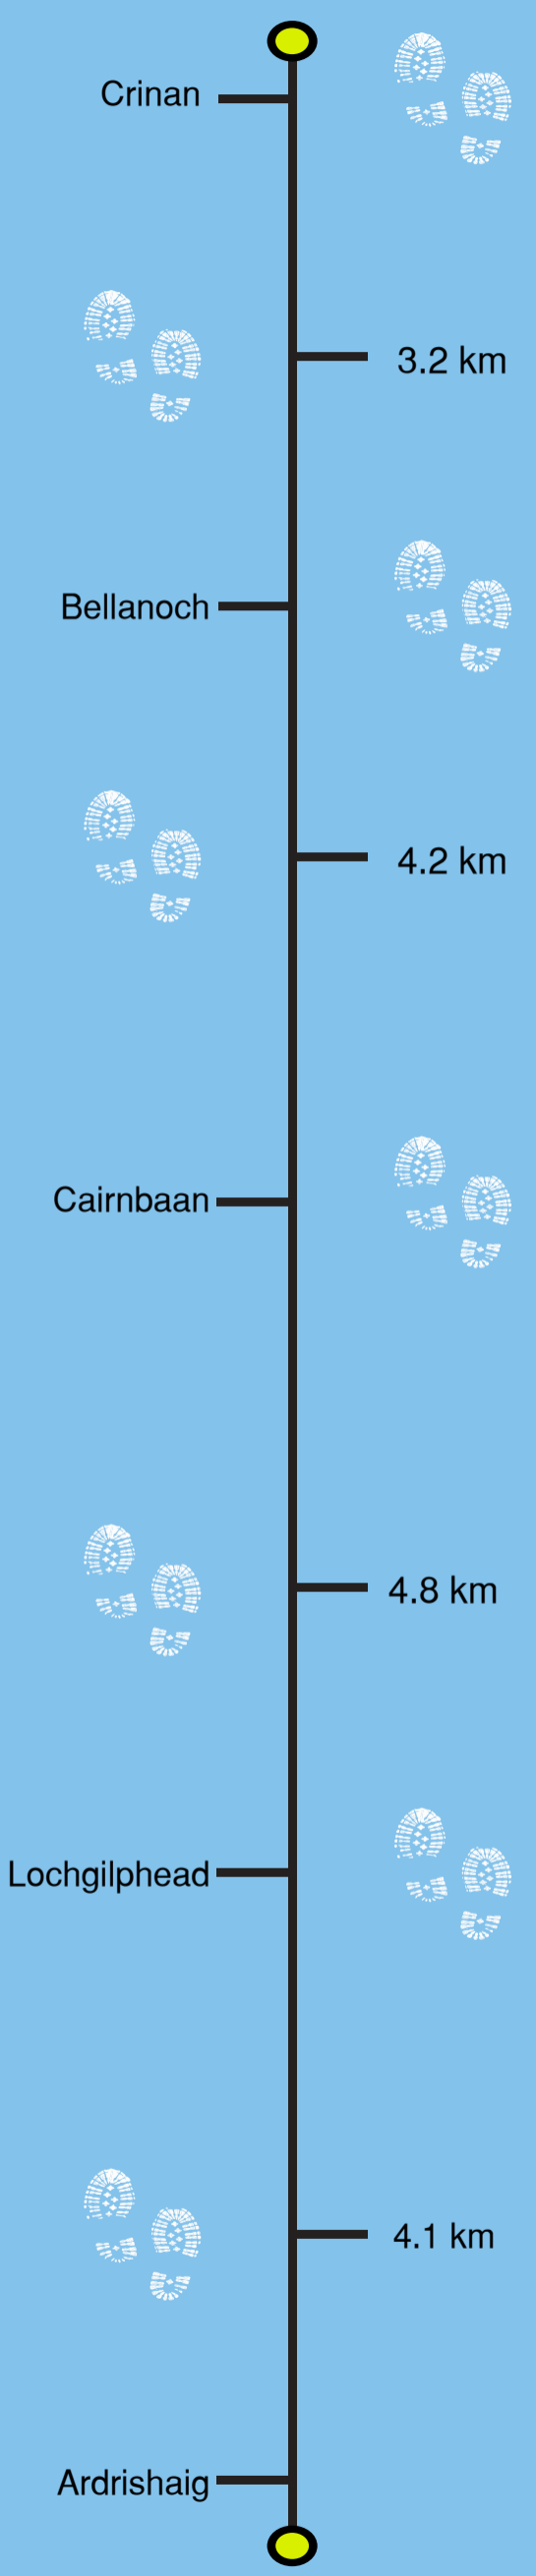 Crinan
3.2 km
Bellanoch
4.2 km
Cairnbaan
4.8 km
Lochgilphead
4.1 km
Ardrishaig